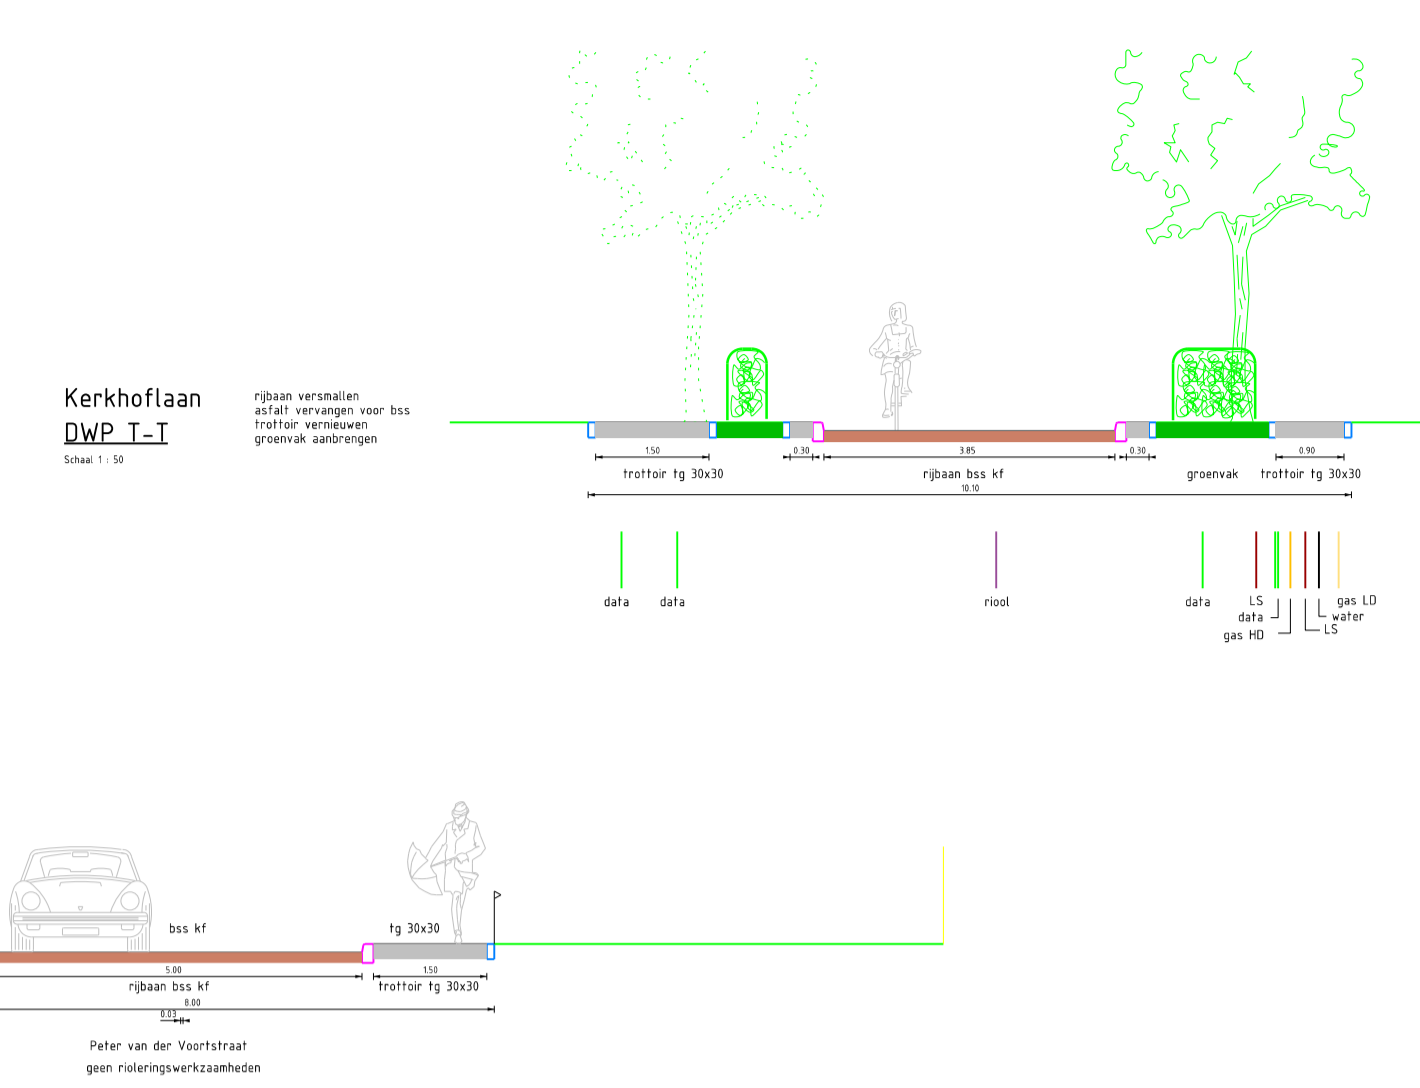 Kerkhoflaan
DWP T-T
Schaal 1 : 50
rijbaan versmallen
asfalt vervangen voor bss
trottoir vernieuwen
groenvak aanbrengen
1.50
0.30
3.85
0.30
0.90
trottoir tg 30x30
rijbaan bss kf
groenvak
trottoir tg 30x30
10.10
data
data
riool
data
LS
gas LD
data
water
gas HD
LS
bss kf
tg 30x30
5.00
1.50
rijbaan bss kf
trottoir tg 30x30
8.00
0.03
Peter van der Voortstraat
geen rioleringswerkzaamheden